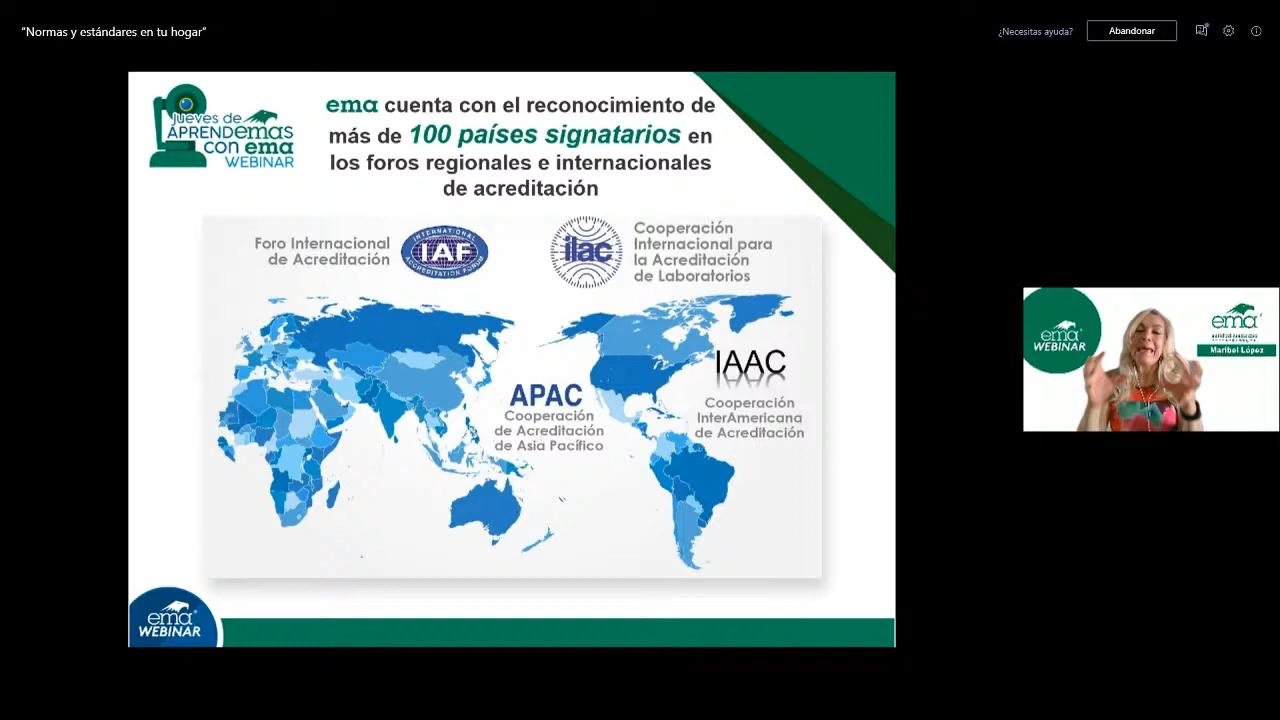 “Normas y estándares en tu hogar”
¿Necesitas ayuda?
Abandonar
jueves de
APRENDEMAS
con ema
WEBINAR
ema cuenta con el reconocimiento de
más de 100 países signatarios en
los foros regionales e internacionales
de acreditación
Foro Internacional
de Acreditación
INTERNATIONAL
IAF
ACCREDITATION FORUM
ilac
Cooperación
Internacional para
la Acreditación
de Laboratorios
APAC
Cooperación
de Acreditación
de Asia Pacífico
IAAC
Cooperación
InterAmericana
de Acreditación
ema
WEBINAR
ema
WEBINAR
ema
Maribel López